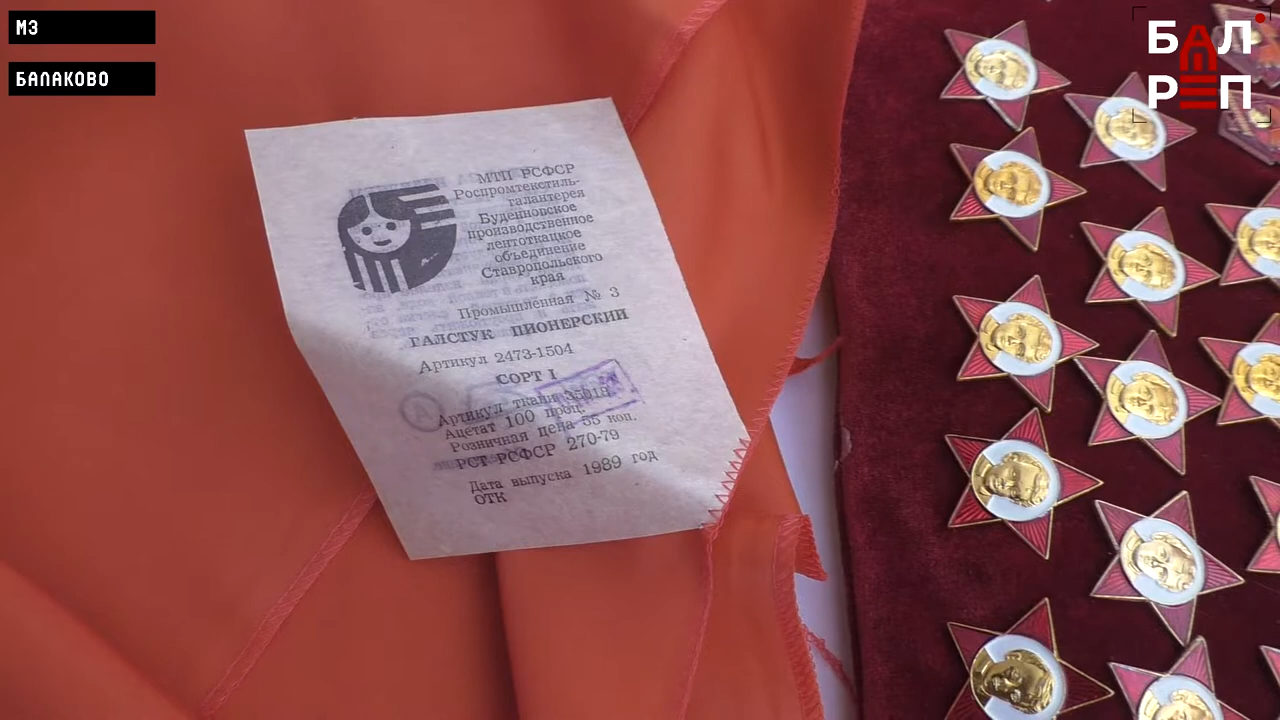 МЗ
БАЛАКОВО
БАЛ
РЕП
МТП РСФСР
Роспромтекстиль-
галантерея
Буденновское
производственное
лентоткацкое
объединение
Ставропольского
края
Промышленная № 3
ГАЛСТУК ПИОНЕРСКИЙ
Артикул 2473-1504
СОРТ I
Артикул ткани 35018
Ацетат 100 проц.
Розничная цена 55 коп.
РСТ РСФСР 270-79
Дата выпуска 1989 год
ОТК